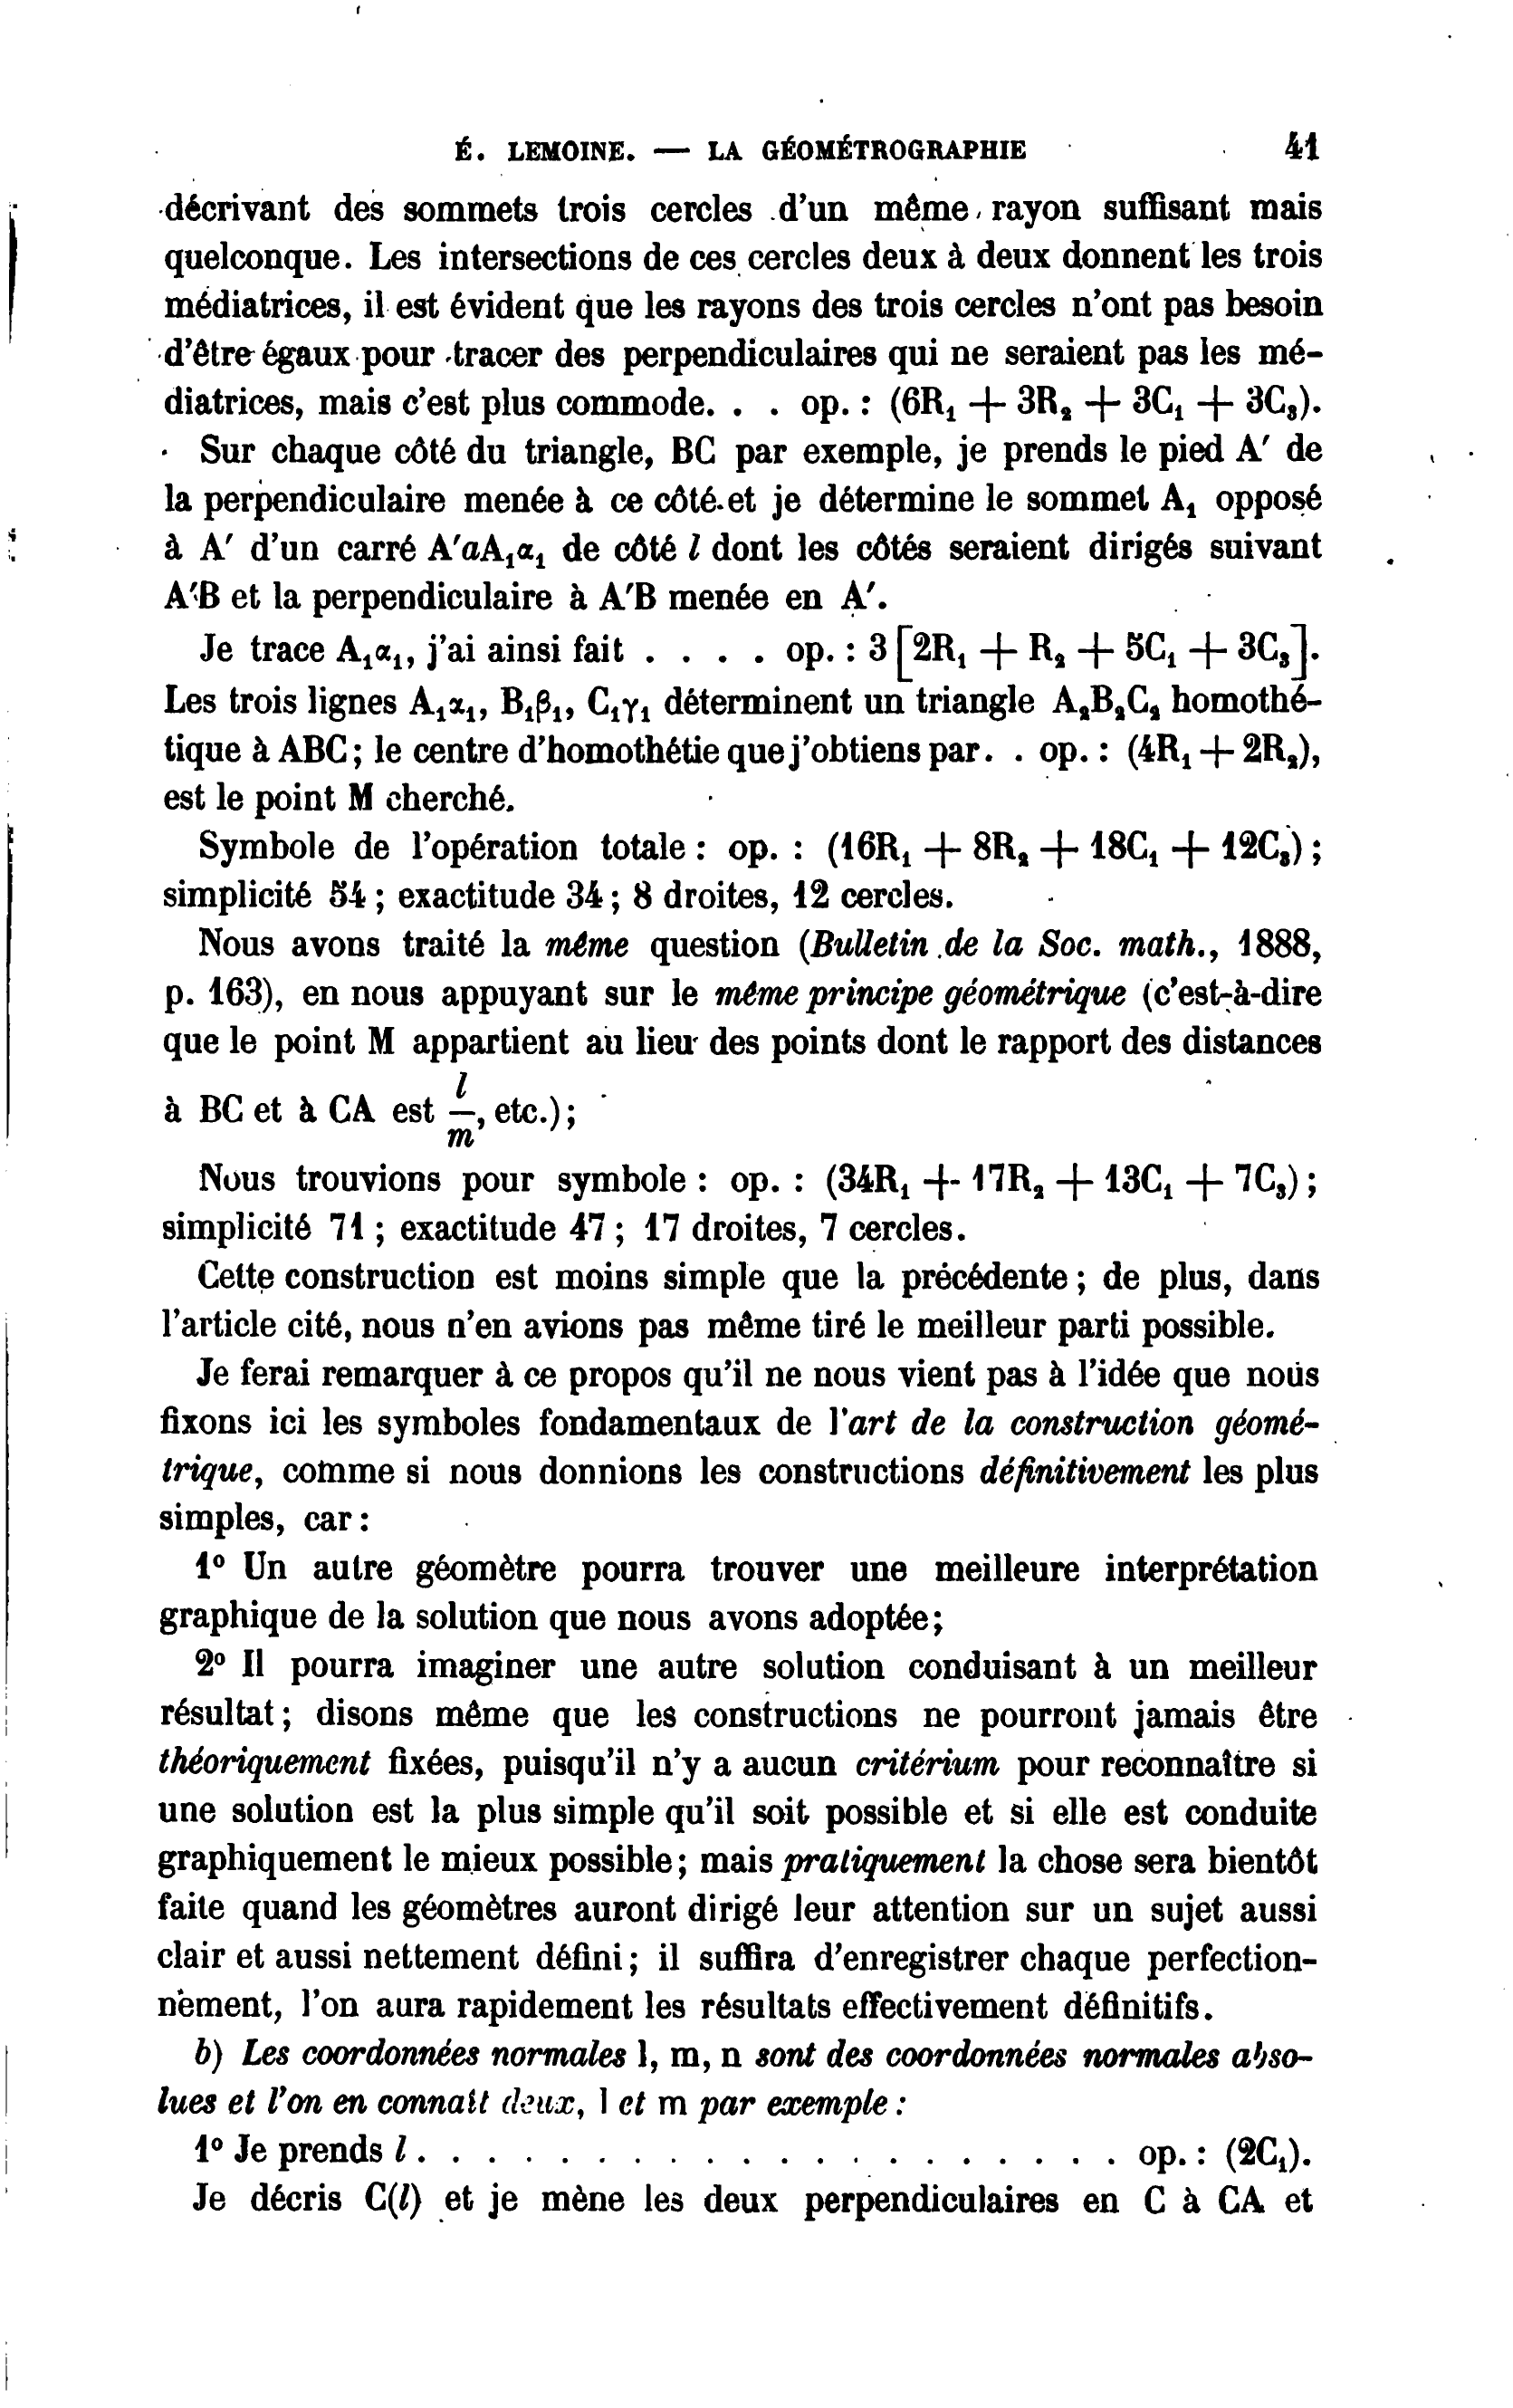 É. LEMOINE. — LA GÉOMÉTROGRAPHIE 41
décrivant des sommets trois cercles d'un même rayon suffisant mais
quelconque. Les intersections de ces cercles deux à deux donnent les trois
médiatrices, il est évident que les rayons des trois cercles n'ont pas besoin
d'être égaux pour tracer des perpendiculaires qui ne seraient pas les mé-
diatrices, mais c'est plus commode. . . op. : (6R₁ + 3R₂ + 3C₁ + 3C₃).
Sur chaque côté du triangle, BC par exemple, je prends le pied A′ de
la perpendiculaire menée à ce côté et je détermine le sommet A₁ opposé
à A′ d'un carré A′aA₁α₁ de côté l dont les côtés seraient dirigés suivant
A′B et la perpendiculaire à A′B menée en A′.
Je trace A₁α₁, j'ai ainsi fait . . . . op. : 3 [2R₁ + R₂ + 5C₁ + 3C₃].
Les trois lignes A₁α₁, B₁β₁, C₁γ₁ déterminent un triangle A₂B₂C₂ homothé-
tique à ABC ; le centre d'homothétie que j'obtiens par. . op. : (4R₁ + 2R₂),
est le point M cherché.
Symbole de l'opération totale : op. : (16R₁ + 8R₂ + 18C₁ + 12C₃) ;
simplicité 54 ; exactitude 34 ; 8 droites, 12 cercles.
Nous avons traité la même question (Bulletin de la Soc. math., 1888,
p. 163), en nous appuyant sur le même principe géométrique (c'est-à-dire
que le point M appartient au lieu des points dont le rapport des distances
à BC et à CA est l/m, etc.) ;
Nous trouvions pour symbole : op. : (34R₁ + 17R₂ + 13C₁ + 7C₃) ;
simplicité 71 ; exactitude 47 ; 17 droites, 7 cercles.
Cette construction est moins simple que la précédente ; de plus, dans
l'article cité, nous n'en avions pas même tiré le meilleur parti possible.
Je ferai remarquer à ce propos qu'il ne nous vient pas à l'idée que nous
fixons ici les symboles fondamentaux de l'art de la construction géomé-
trique, comme si nous donnions les constructions définitivement les plus
simples, car :
1° Un autre géomètre pourra trouver une meilleure interprétation
graphique de la solution que nous avons adoptée ;
2° Il pourra imaginer une autre solution conduisant à un meilleur
résultat ; disons même que les constructions ne pourront jamais être
théoriquement fixées, puisqu'il n'y a aucun critérium pour reconnaître si
une solution est la plus simple qu'il soit possible et si elle est conduite
graphiquement le mieux possible ; mais pratiquement la chose sera bientôt
faite quand les géomètres auront dirigé leur attention sur un sujet aussi
clair et aussi nettement défini ; il suffira d'enregistrer chaque perfection-
nement, l'on aura rapidement les résultats effectivement définitifs.
b) Les coordonnées normales l, m, n sont des coordonnées normales abso-
lues et l'on en connaît deux, l et m par exemple :
1° Je prends l . . . . . . . . . . . . . . . . . . . . op. : (2C₁).
Je décris C(l) et je mène les deux perpendiculaires en C à CA et